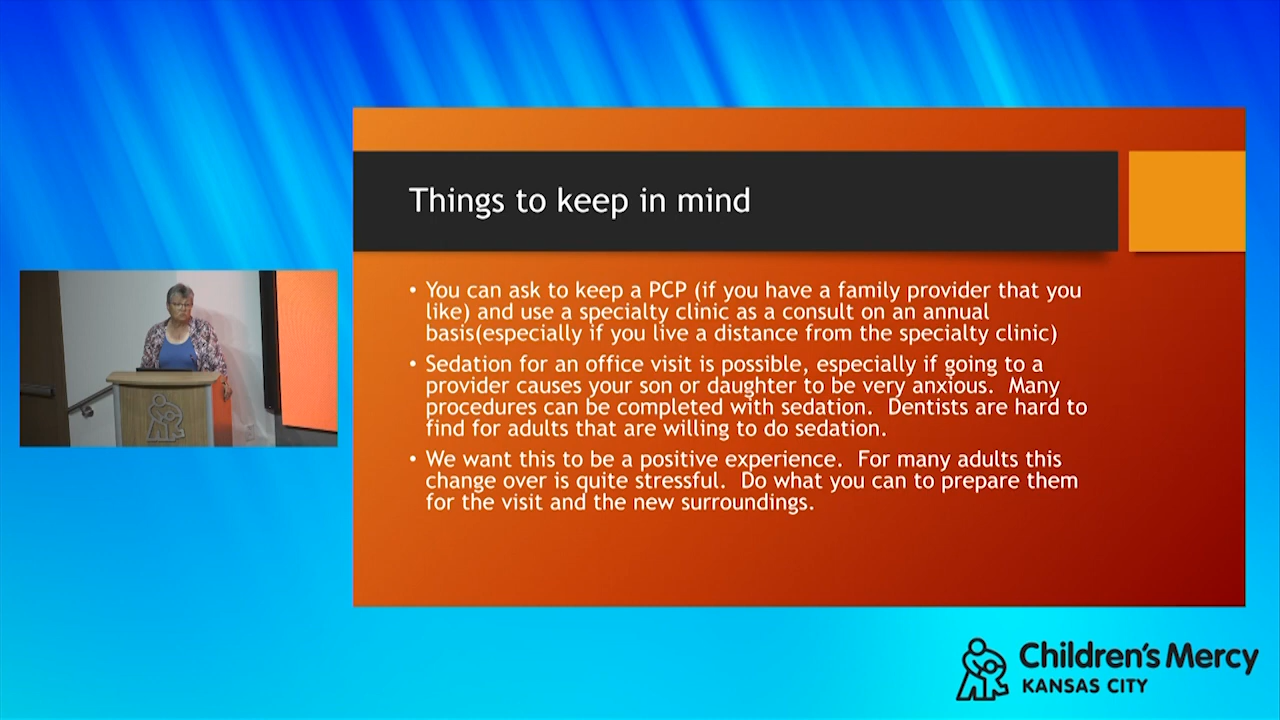 Things to keep in mind
• You can ask to keep a PCP (if you have a family provider that you
like) and use a specialty clinic as a consult on an annual
basis(especially if you live a distance from the specialty clinic)
• Sedation for an office visit is possible, especially if going to a
provider causes your son or daughter to be very anxious.  Many
procedures can be completed with sedation.  Dentists are hard to
find for adults that are willing to do sedation.
• We want this to be a positive experience.  For many adults this
change over is quite stressful.  Do what you can to prepare them
for the visit and the new surroundings.
Children's Mercy
KANSAS CITY